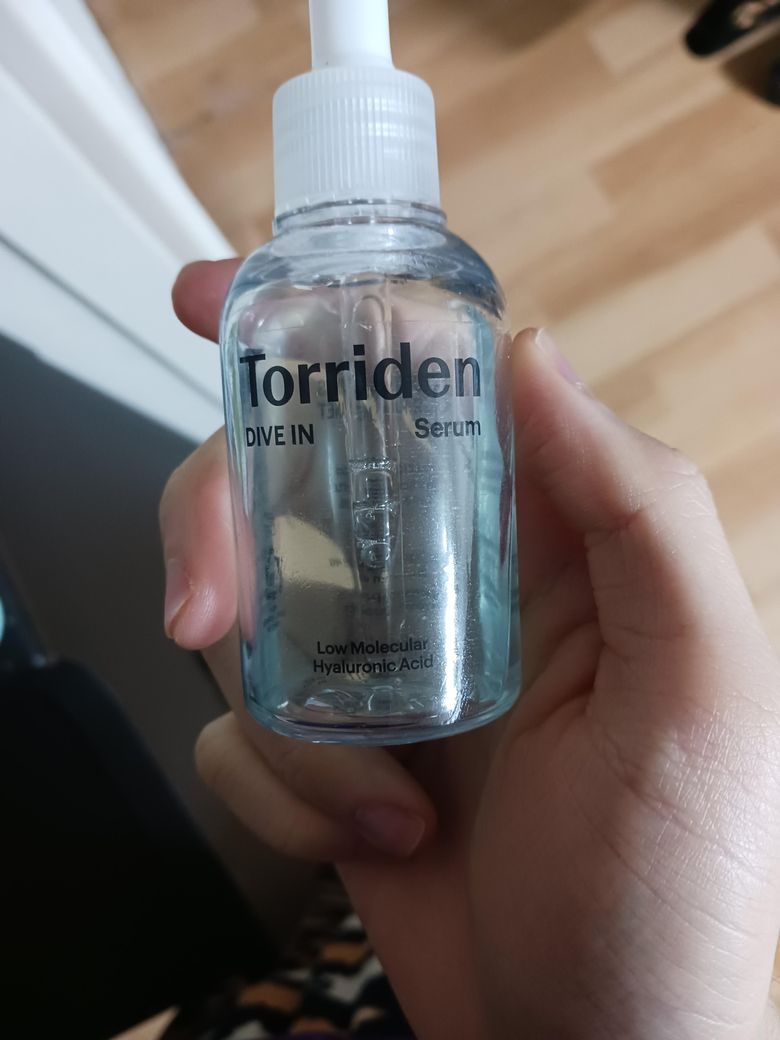 Torriden
DIVE IN Serum
Low Molecular
Hyaluronic Acid